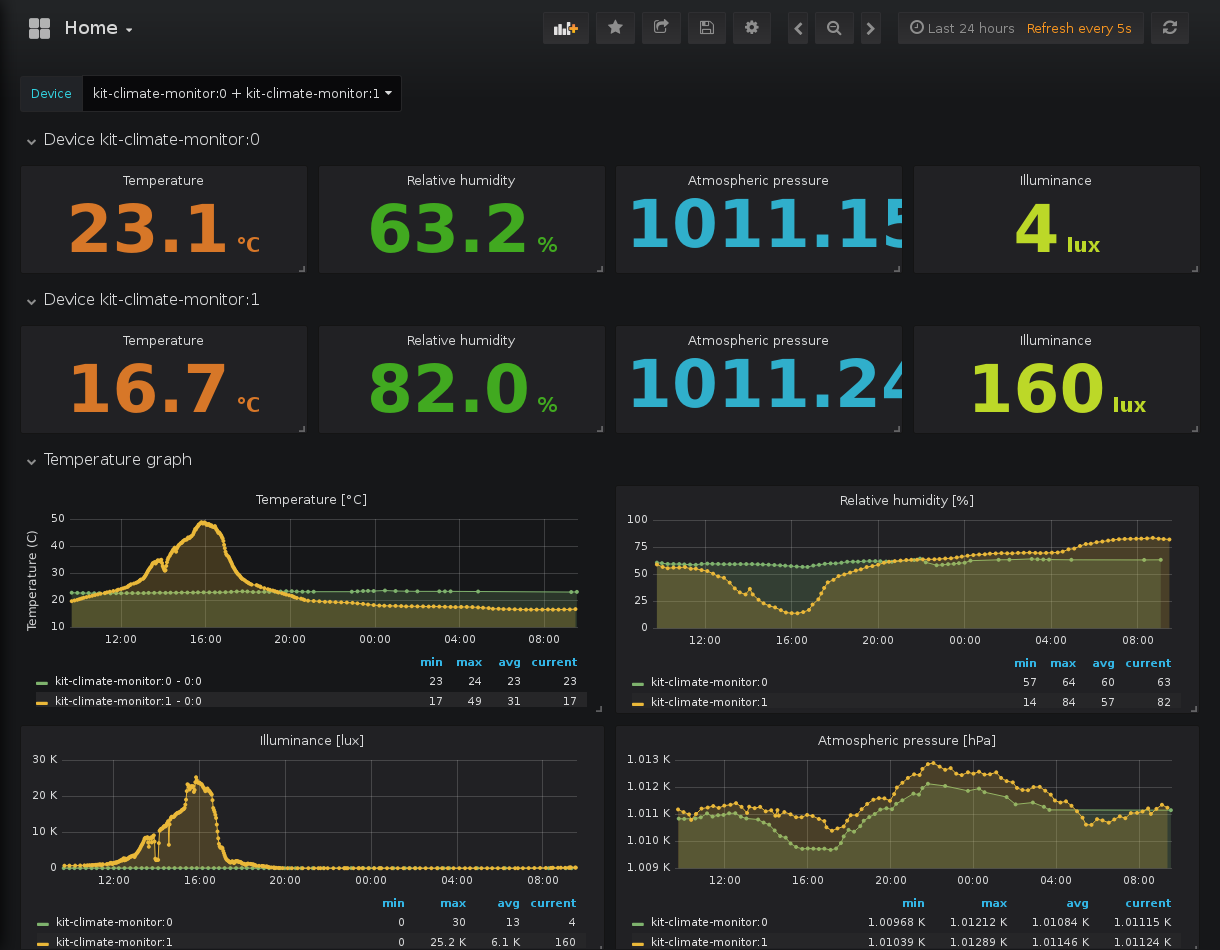 Home
Last 24 hours Refresh every 5s
Device kit-climate-monitor:0 + kit-climate-monitor:1
Device kit-climate-monitor:0
Temperature Relative humidity Atmospheric pressure Illuminance
23.1 °C 63.2 % 1011.15 4 lux
Device kit-climate-monitor:1
Temperature Relative humidity Atmospheric pressure Illuminance
16.7 °C 82.0 % 1011.24 160 lux
Temperature graph
Temperature [°C]
Temperature (C)
50
40
30
20
10
12:00 16:00 20:00 00:00 04:00 08:00
min max avg current
kit-climate-monitor:0 - 0:0 23 24 23 23
kit-climate-monitor:1 - 0:0 17 49 31 17
Relative humidity [%]
100
75
50
25
0
12:00 16:00 20:00 00:00 04:00 08:00
min max avg current
kit-climate-monitor:0 57 64 60 63
kit-climate-monitor:1 14 84 57 82
Illuminance [lux]
30 K
20 K
10 K
0
12:00 16:00 20:00 00:00 04:00 08:00
min max avg current
kit-climate-monitor:0 0 30 13 4
kit-climate-monitor:1 0 25.2 K 6.1 K 160
Atmospheric pressure [hPa]
1.013 K
1.012 K
1.011 K
1.010 K
1.009 K
12:00 16:00 20:00 00:00 04:00 08:00
min max avg current
kit-climate-monitor:0 1.00968 K 1.01212 K 1.01084 K 1.01115 K
kit-climate-monitor:1 1.01039 K 1.01289 K 1.01146 K 1.01124 K